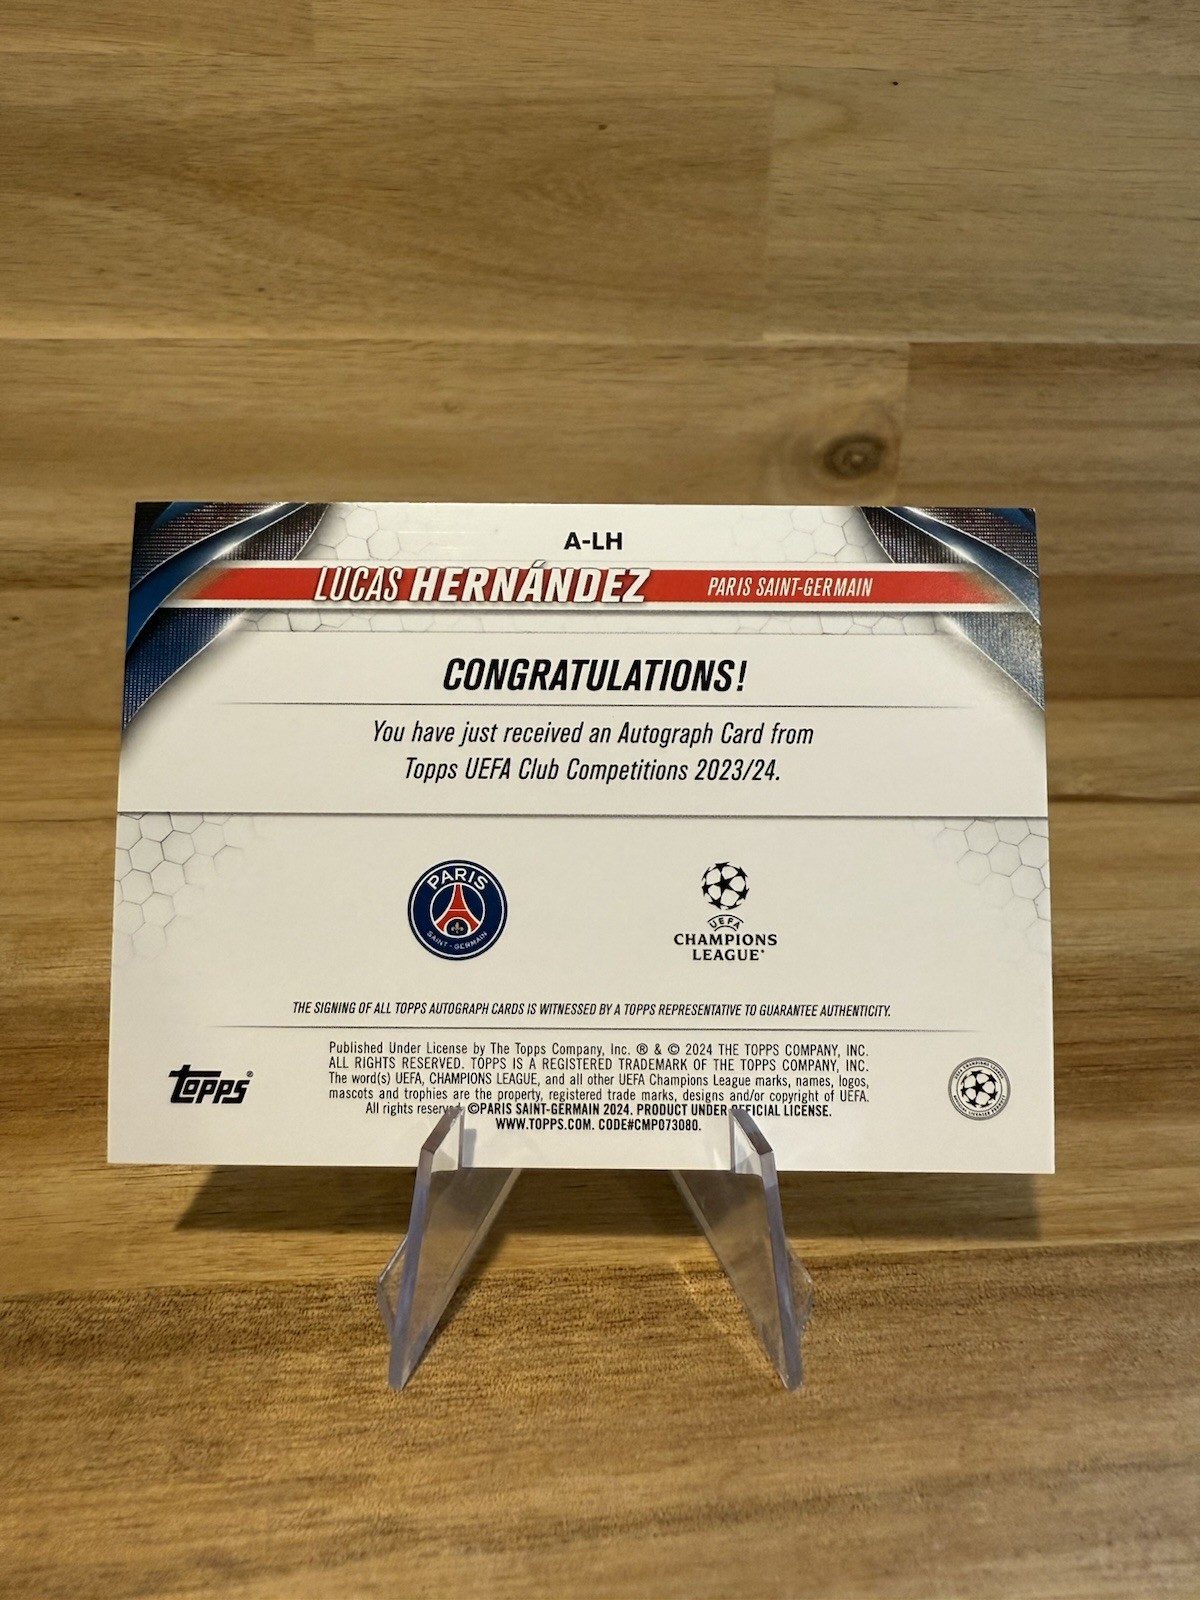 A-LH
LUCAS HERNÁNDEZ PARIS SAINT-GERMAIN
CONGRATULATIONS!
You have just received an Autograph Card from
Topps UEFA Club Competitions 2023/24.
PARIS
SAINT-GERMAIN
UEFA
CHAMPIONS
LEAGUE®
THE SIGNING OF ALL TOPPS AUTOGRAPH CARDS IS WITNESSED BY A TOPPS REPRESENTATIVE TO GUARANTEE AUTHENTICITY.
topps®
Published Under License by The Topps Company, Inc. ® & © 2024 THE TOPPS COMPANY, INC.
ALL RIGHTS RESERVED. TOPPS IS A REGISTERED TRADEMARK OF THE TOPPS COMPANY, INC.
The word(s) UEFA, CHAMPIONS LEAGUE, and all other UEFA Champions League marks, names, logos,
mascots and trophies are the property, registered trade marks, designs and/or copyright of UEFA.
All rights ©PARIS SAINT-GERMAIN 2024. PRODUCT UNDER OFFICIAL LICENSE.
WWW.TOPPS.COM. CODE#CMP073080.